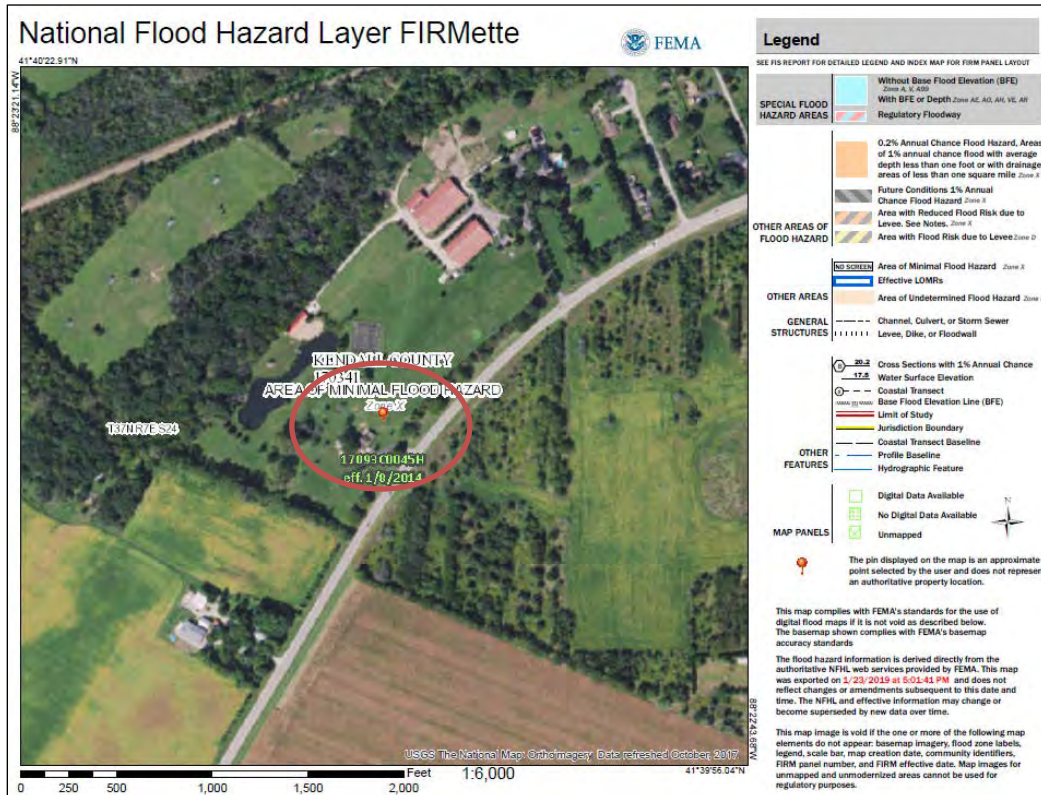 National Flood Hazard Layer FIRMette
FEMA
41°40'22.91"N
88°23'21.14"W
KENDALL COUNTY
170341
AREA OF MINIMAL FLOOD HAZARD
Zone X
T37N R7E S24
17093C0045H
eff. 1/8/2014
USGS The National Map: Orthoimagery. Data refreshed October, 2017
88°22'43.68"W
41°39'56.04"N
Feet
1:6,000
0 250 500 1,000 1,500 2,000
Legend
SEE FIS REPORT FOR DETAILED LEGEND AND INDEX MAP FOR FIRM PANEL LAYOUT
SPECIAL FLOOD
HAZARD AREAS
Without Base Flood Elevation (BFE)
Zone A, V, A99
With BFE or Depth Zone AE, AO, AH, VE, AR
Regulatory Floodway
OTHER AREAS OF
FLOOD HAZARD
0.2% Annual Chance Flood Hazard, Areas
of 1% annual chance flood with average
depth less than one foot or with drainage
areas of less than one square mile Zone X
Future Conditions 1% Annual
Chance Flood Hazard Zone X
Area with Reduced Flood Risk due to
Levee. See Notes. Zone X
Area with Flood Risk due to Levee Zone D
OTHER AREAS
NO SCREEN Area of Minimal Flood Hazard Zone X
Effective LOMRs
Area of Undetermined Flood Hazard Zone
GENERAL
STRUCTURES
Channel, Culvert, or Storm Sewer
Levee, Dike, or Floodwall
OTHER
FEATURES
20.2 Cross Sections with 1% Annual Chance
17.5 Water Surface Elevation
Coastal Transect
Base Flood Elevation Line (BFE)
Limit of Study
Jurisdiction Boundary
Coastal Transect Baseline
Profile Baseline
Hydrographic Feature
MAP PANELS
Digital Data Available
No Digital Data Available
Unmapped
N
The pin displayed on the map is an approximate
point selected by the user and does not represen
an authoritative property location.
This map complies with FEMA's standards for the use of
digital flood maps if it is not void as described below.
The basemap shown complies with FEMA's basemap
accuracy standards
The flood hazard information is derived directly from the
authoritative NFHL web services provided by FEMA. This map
was exported on 1/23/2019 at 5:01:41 PM and does not
reflect changes or amendments subsequent to this date and
time. The NFHL and effective information may change or
become superseded by new data over time.
This map image is void if the one or more of the following map
elements do not appear: basemap imagery, flood zone labels,
legend, scale bar, map creation date, community identifiers,
FIRM panel number, and FIRM effective date. Map images for
unmapped and unmodernized areas cannot be used for
regulatory purposes.